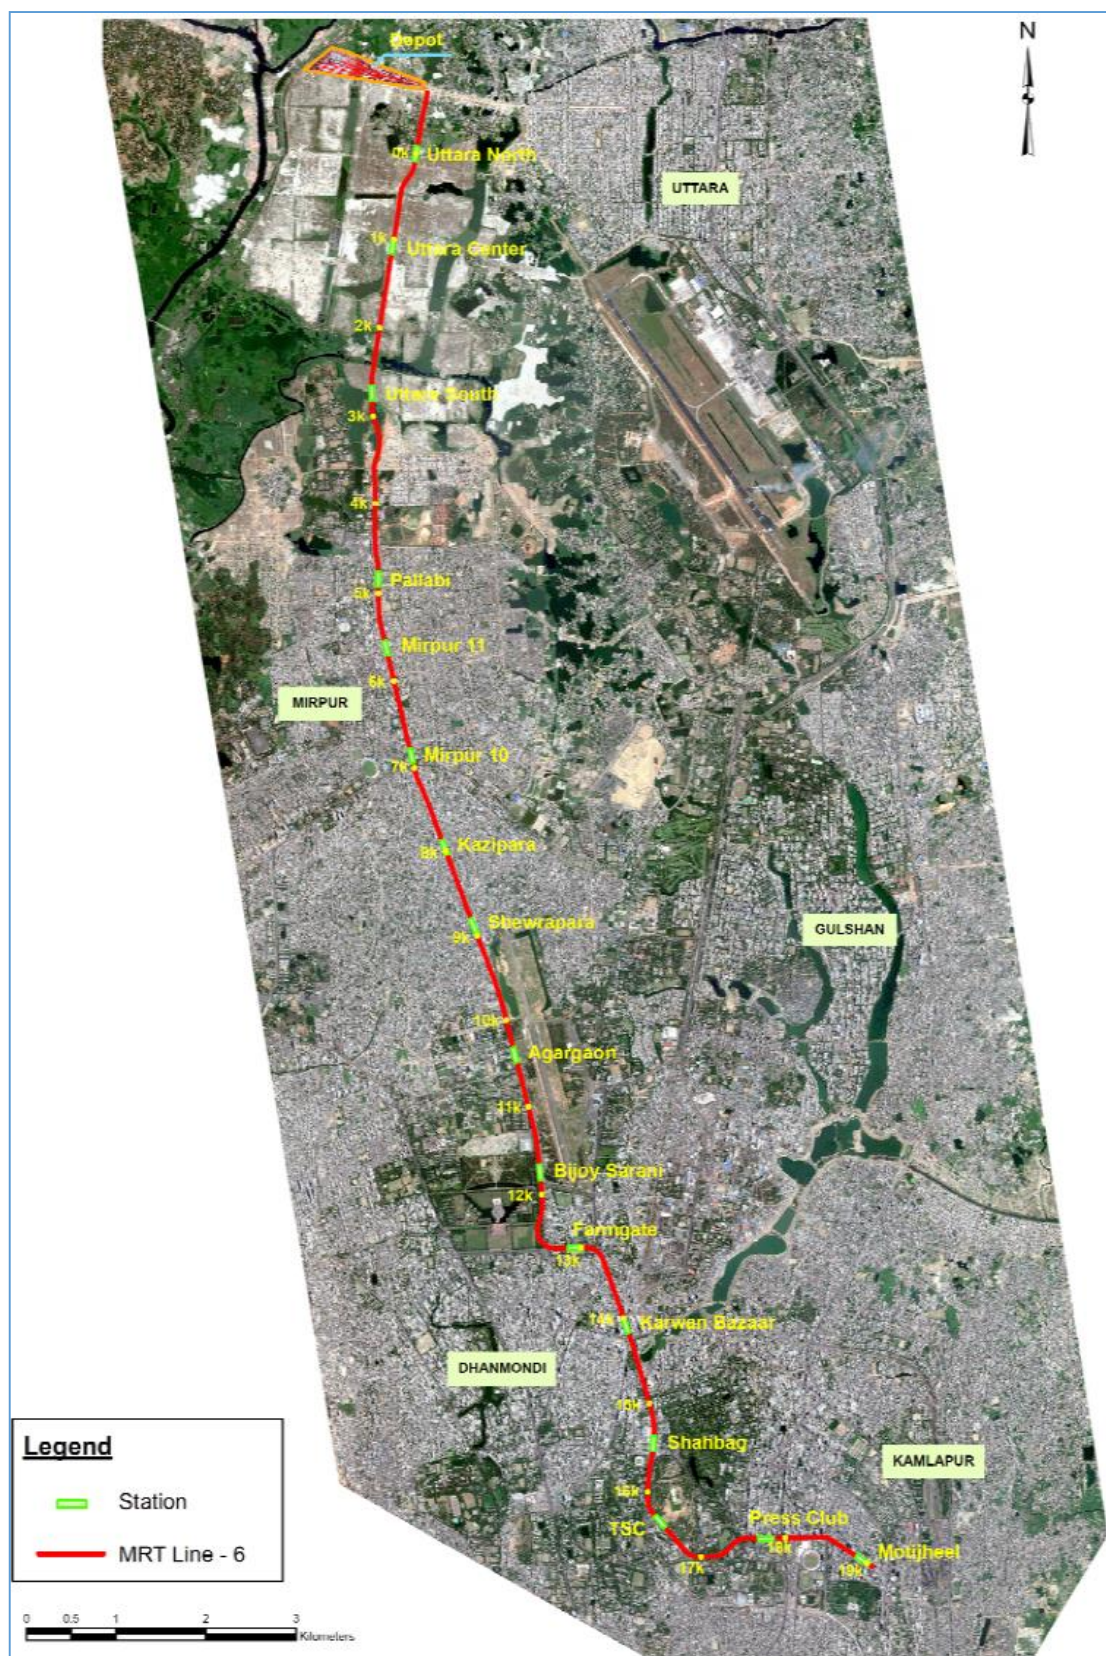 Depot
N
0k
Uttara North
UTTARA
1k
Uttara Center
2k
Uttara South
3k
4k
Pallabi
5k
Mirpur 11
6k
MIRPUR
Mirpur 10
7k
Kazipara
8k
Shewrapara
9k
GULSHAN
10k
Agargaon
11k
Bijoy Sarani
12k
Farmgate
13k
14k
Karwan Bazaar
DHANMONDI
15k
Shahbag
KAMLAPUR
16k
TSC
Press Club
18k
Motijheel
17k
19k
Legend
Station
MRT Line - 6
0 0.5 1 2 3
Kilometers